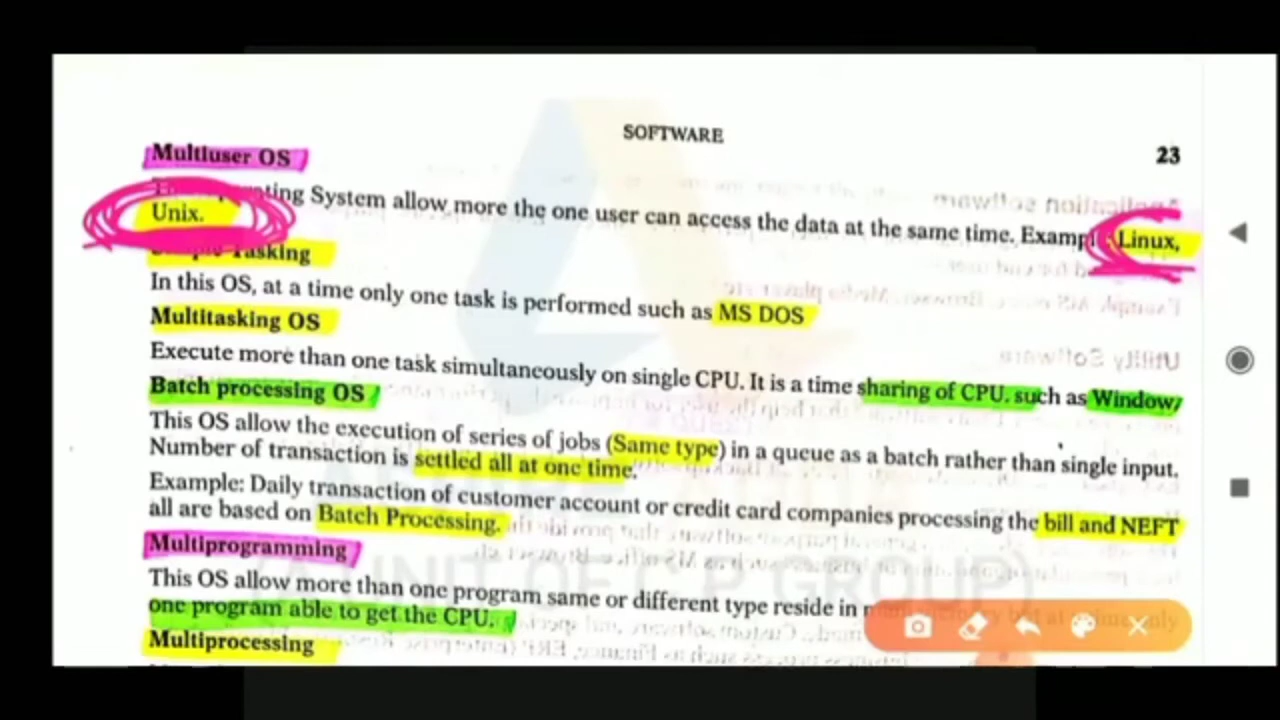 SOFTWARE
23
Multiuser OS
System allow more the one user can access the data at the same time. Example Linux,
Unix.
Tasking
In this OS, at a time only one task is performed such as MS DOS
Multitasking OS
Execute more than one task simultaneously on single CPU. It is a time sharing of CPU. such as Window,
Batch processing OS
This OS allow the execution of series of jobs (Same type) in a queue as a batch rather than single input.
Number of transaction is settled all at one time.
Example: Daily transaction of customer account or credit card companies processing the bill and NEFT
all are based on Batch Processing.
Multiprogramming
This OS allow more than one program same or different type reside in
one program able to get the CPU.
Multiprocessing